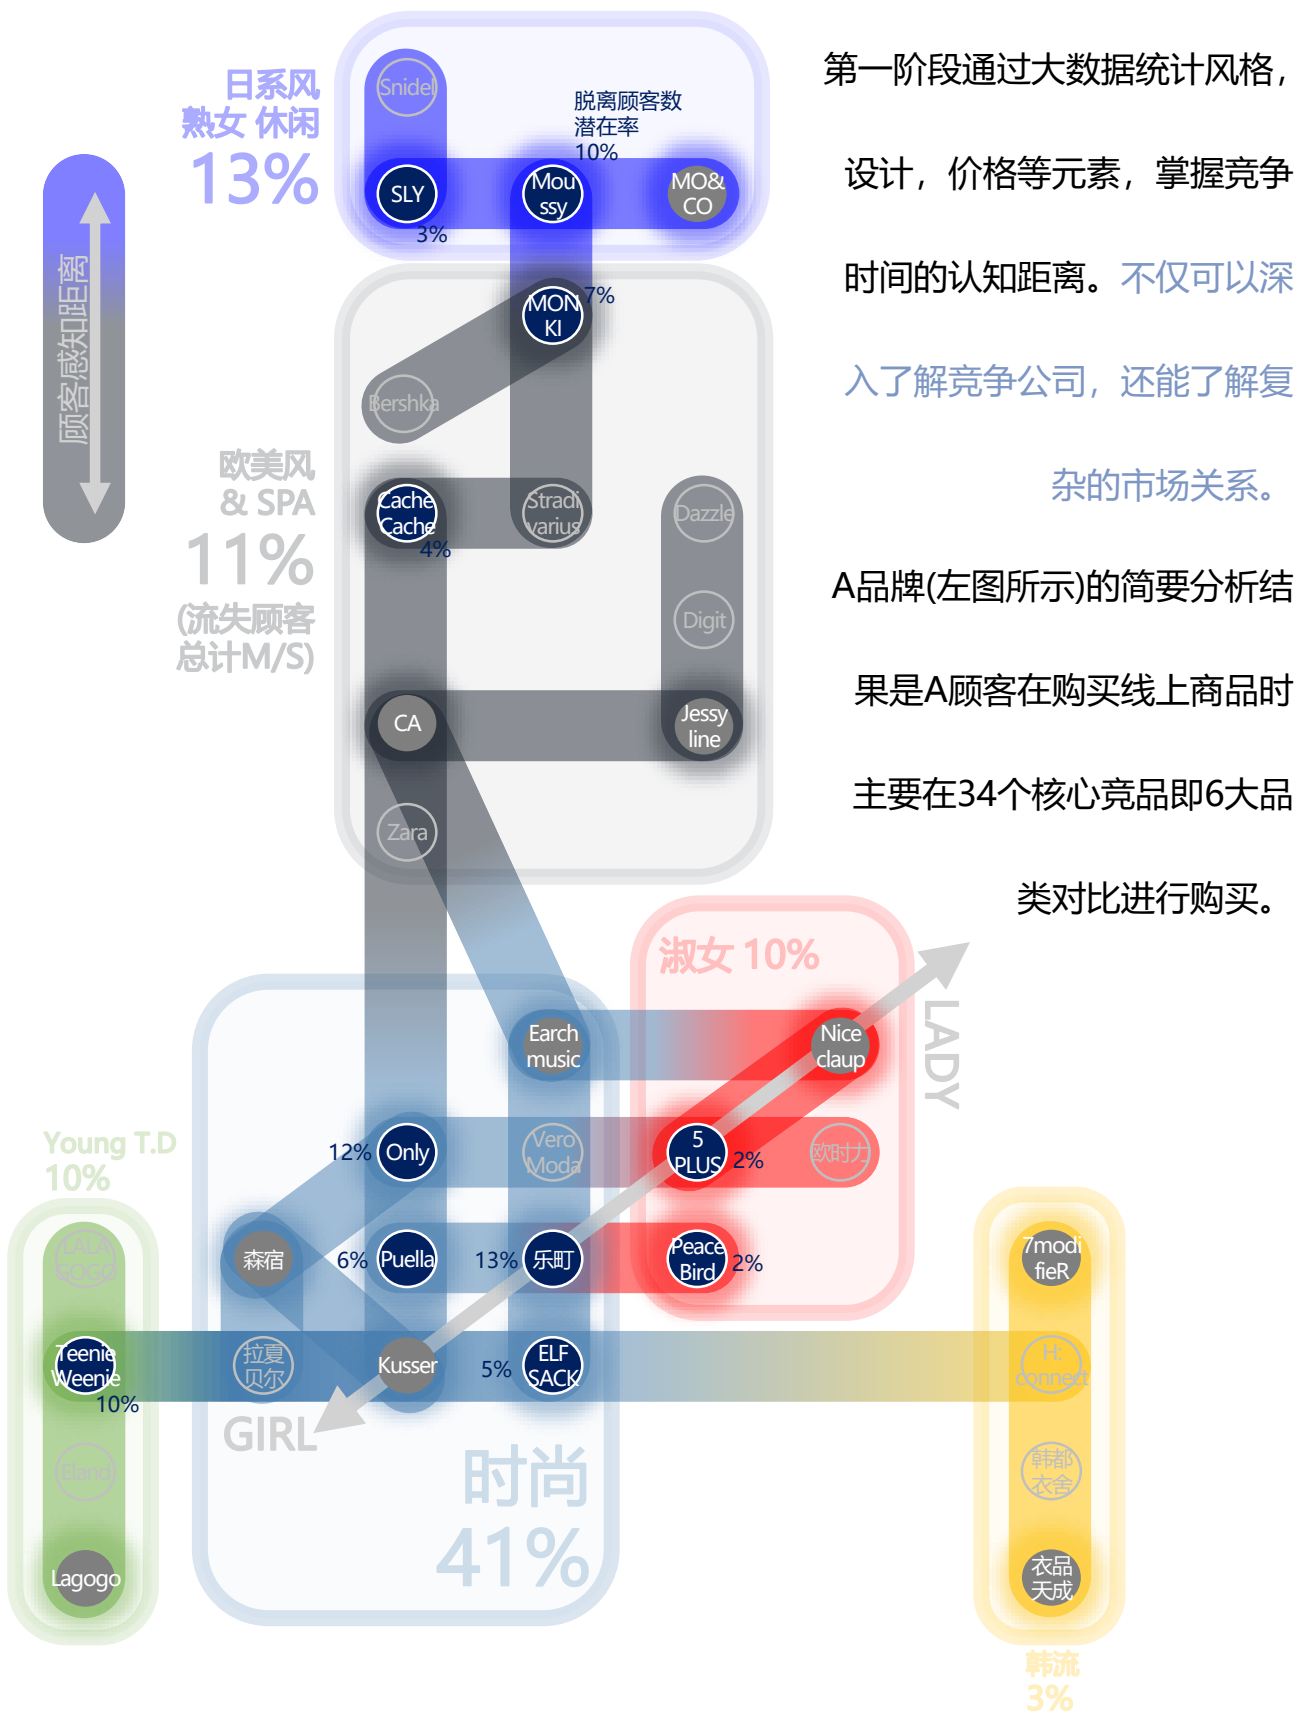 第一阶段通过大数据统计风格，
设计，价格等元素，掌握竞争
时间的认知距离。不仅可以深
入了解竞争公司，还能了解复
杂的市场关系。
A品牌(左图所示)的简要分析结
果是A顾客在购买线上商品时
主要在34个核心竞品即6大品
类对比进行购买。
顾客感知距离
日系风
熟女 休闲
13%
Snidel
脱离顾客数
潜在率
10%
SLY
3%
Mou
ssy
MO&
CO
MON
KI
7%
Bershka
欧美风
& SPA
11%
(流失顾客
总计M/S)
Cache
Cache
4%
Stradi
varius
Dazzle
Digit
CA
Jessy
line
Zara
淑女 10%
LADY
Earch
music
Nice
claup
12%
Only
Vero
Moda
5
PLUS
2%
欧时力
Young T.D
10%
LALA
GOGO
森宿
6%
Puella
13%
乐町
Peace
Bird
2%
7modi
fieR
Teenie
Weenie
10%
拉夏
贝尔
Kusser
5%
ELF
SACK
H:
connect
GIRL
时尚
41%
Eland
韩都
衣舍
Lagogo
衣品
天成
韩流
3%